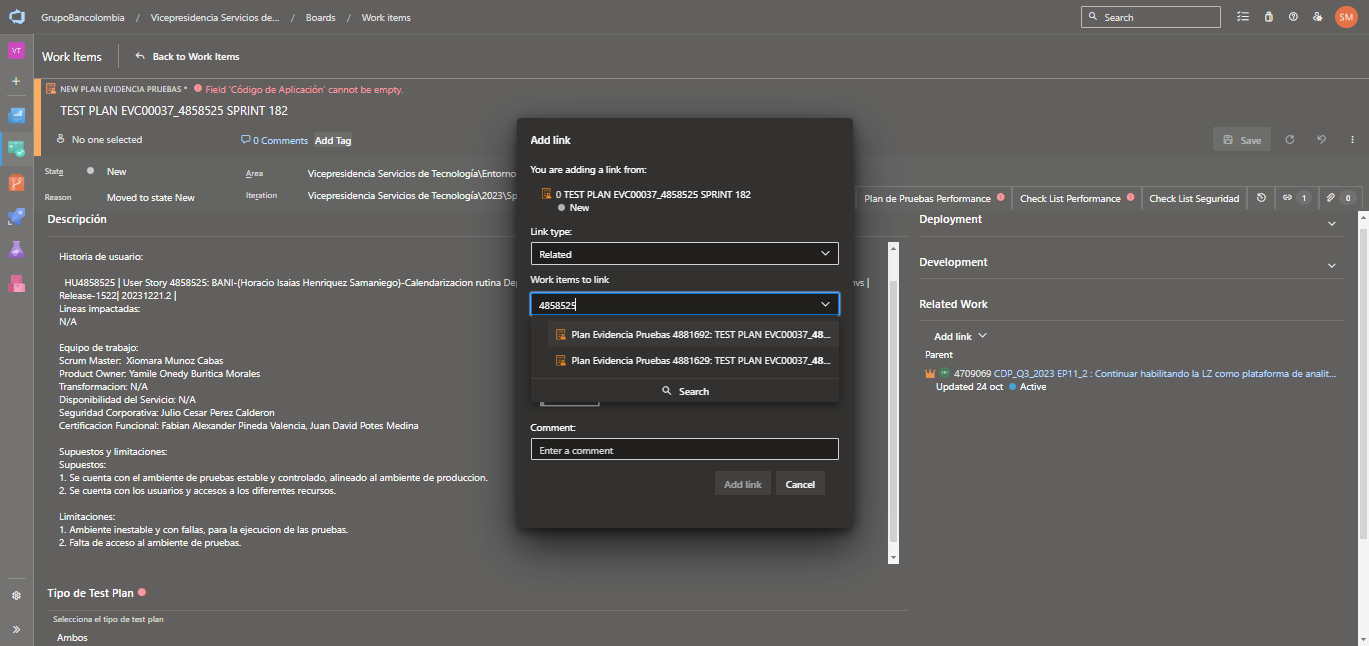 GrupoBancolombia / Vicepresidencia Servicios de... / Boards / Work items
Search
SM
VT
Work Items
Back to Work Items
NEW PLAN EVIDENCIA PRUEBAS * Field 'Código de Aplicación' cannot be empty.
TEST PLAN EVC00037_4858525 SPRINT 182
No one selected
0 Comments
Add Tag
Save
State
New
Area
Vicepresidencia Servicios de Tecnología\Entorno
Reason
Moved to state New
Iteration
Vicepresidencia Servicios de Tecnología\2023\Sp
Plan de Pruebas Performance
Check List Performance
Check List Seguridad
1
0
Descripción
Historia de usuario:
HU4858525 | User Story 4858525: BANI-(Horacio Isaias Henriquez Samaniego)-Calendarizacion rutina De
nvs |
Release-1522| 20231221.2 |
Lineas impactadas:
N/A
Equipo de trabajo:
Scrum Master: Xiomara Munoz Cabas
Product Owner: Yamile Onedy Buritica Morales
Transformacion: N/A
Disponibilidad del Servicio: N/A
Seguridad Corporativa: Julio Cesar Perez Calderon
Certificacion Funcional: Fabian Alexander Pineda Valencia, Juan David Potes Medina
Supuestos y limitaciones:
Supuestos:
1. Se cuenta con el ambiente de pruebas estable y controlado, alineado al ambiente de produccion.
2. Se cuenta con los usuarios y accesos a los diferentes recursos.
Limitaciones:
1. Ambiente inestable y con fallas, para la ejecucion de las pruebas.
2. Falta de acceso al ambiente de pruebas.
Tipo de Test Plan
Selecciona el tipo de test plan
Ambos
Add link
You are adding a link from:
0 TEST PLAN EVC00037_4858525 SPRINT 182
New
Link type:
Related
Work items to link
4858525
Plan Evidencia Pruebas 4881692: TEST PLAN EVC00037_48...
Plan Evidencia Pruebas 4881629: TEST PLAN EVC00037_48...
Search
Comment:
Enter a comment
Add link
Cancel
Deployment
Development
Related Work
Add link
Parent
4709069 CDP_Q3_2023 EP11_2 : Continuar habilitando la LZ como plataforma de analit...
Updated 24 oct Active